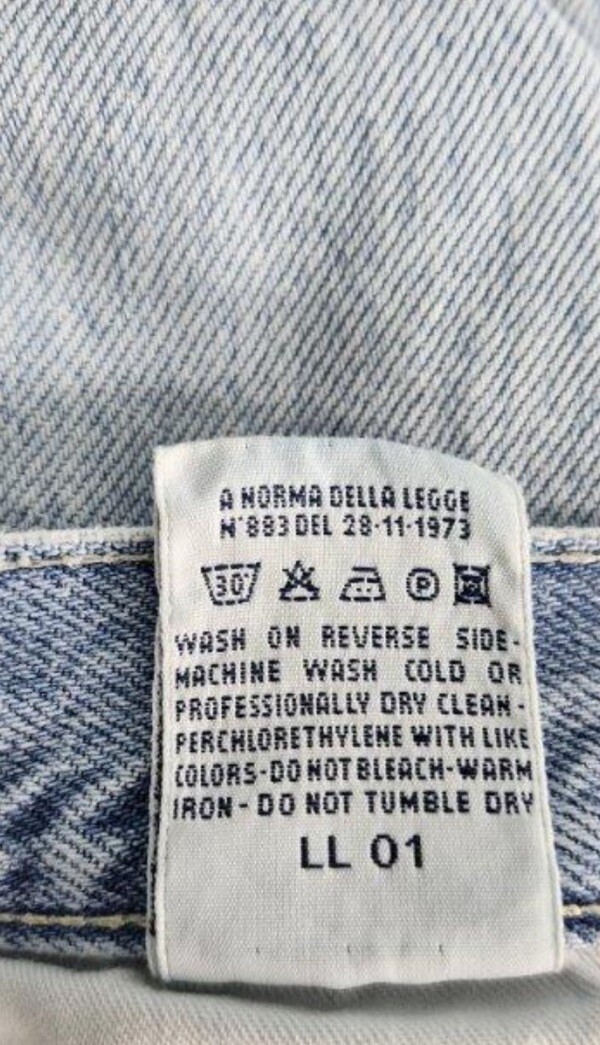 A NORMA DELLA LEGGE
N°883 DEL 28-11-1973
30° P
WASH ON REVERSE SIDE-
MACHINE WASH COLD OR
PROFESSIONALLY DRY CLEAN-
PERCHLORETHYLENE WITH LIKE
COLORS-DO NOT BLEACH-WARM
IRON-DO NOT TUMBLE DRY
LL 01